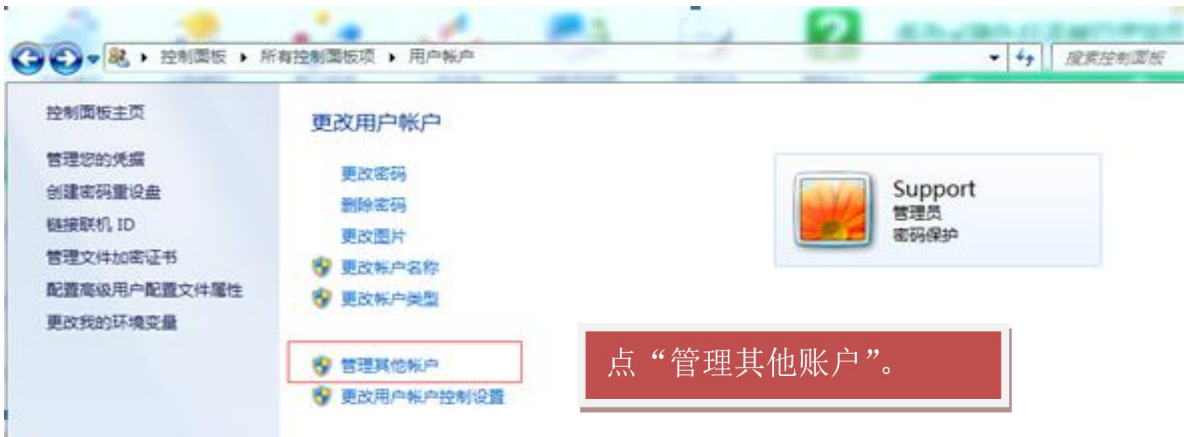 控制面板 ▸ 所有控制面板项 ▸ 用户帐户
搜索控制面板
控制面板主页
管理您的凭据
创建密码重设盘
链接联机 ID
管理文件加密证书
配置高级用户配置文件属性
更改我的环境变量
更改用户帐户
更改密码
删除密码
更改图片
更改帐户名称
更改帐户类型
管理其他帐户
更改用户帐户控制设置
Support
管理员
密码保护
点“管理其他账户”。